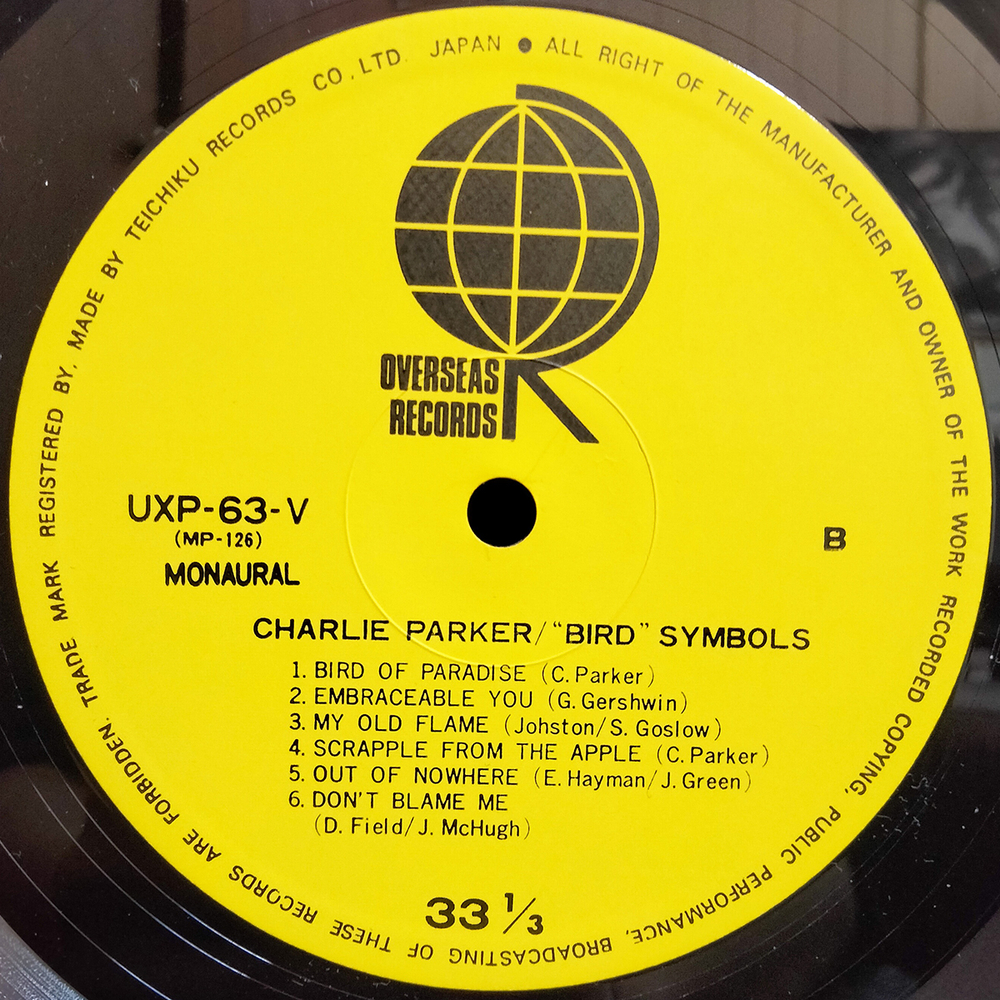 ALL RIGHT OF THE MANUFACTURER AND OWNER OF THE WORK RECORDED COPYING, PUBLIC PERFORMANCE, BROADCASTING OF THESE RECORDS ARE FORBIDDEN. TRADE MARK REGISTERED BY. MADE BY TEICHIKU RECORDS CO., LTD. JAPAN ●
OVERSEAS
RECORDS
R
UXP-63-V
(MP-126)
MONAURAL
B
CHARLIE PARKER/"BIRD" SYMBOLS
1. BIRD OF PARADISE (C. Parker)
2. EMBRACEABLE YOU (G. Gershwin)
3. MY OLD FLAME (Johston/S. Goslow)
4. SCRAPPLE FROM THE APPLE (C. Parker)
5. OUT OF NOWHERE (E. Hayman/J. Green)
6. DON'T BLAME ME
(D. Field/J. McHugh)
33 1/3